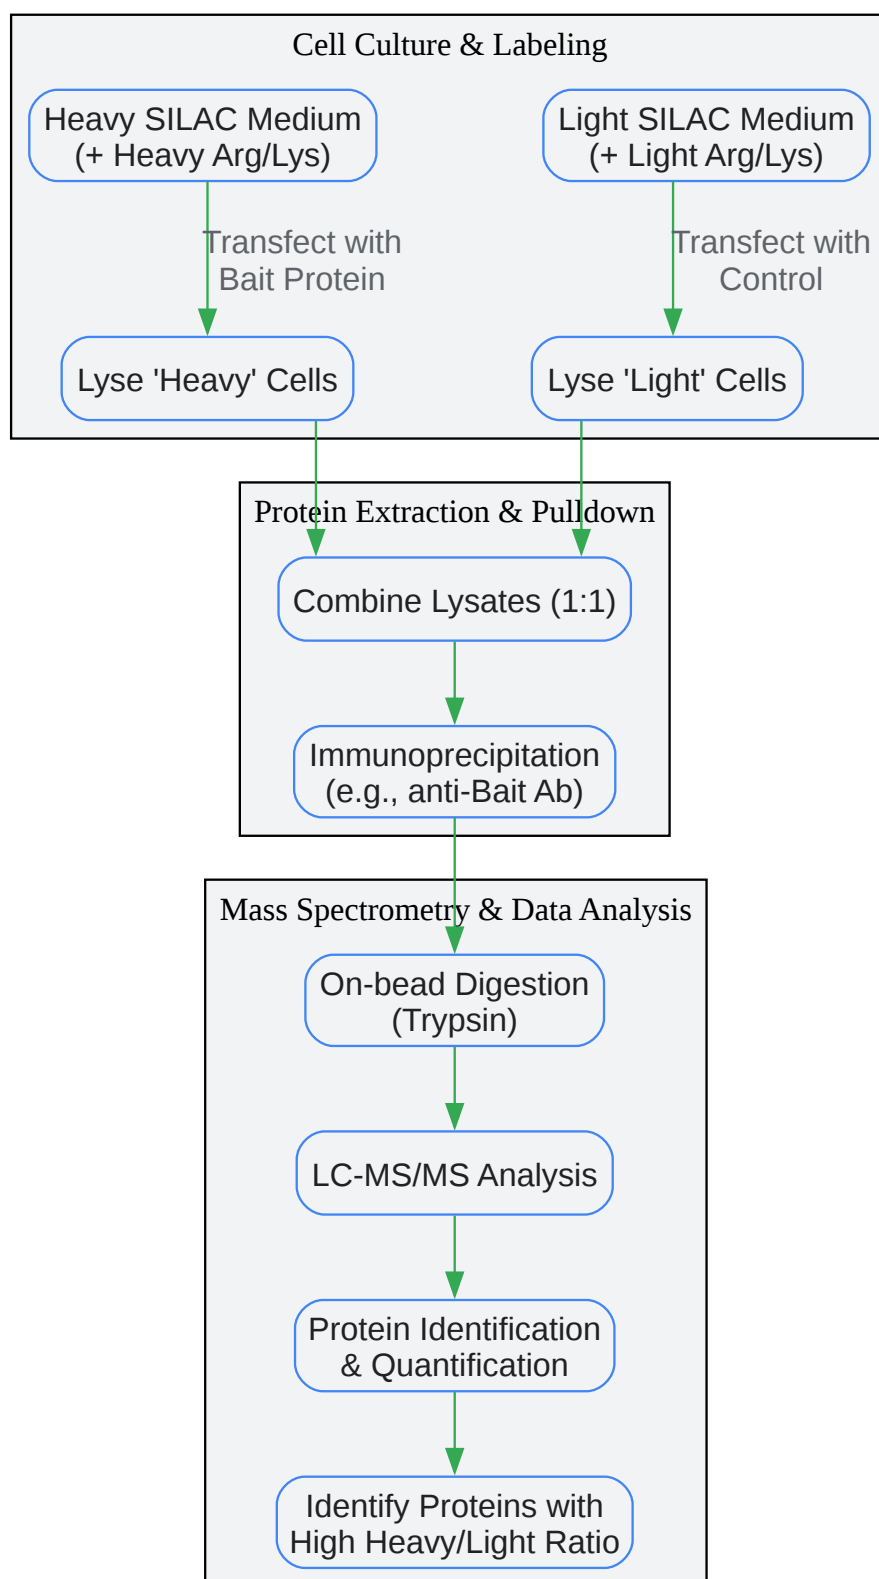 Cell Culture & Labeling
Heavy SILAC Medium
(+ Heavy Arg/Lys)
Light SILAC Medium
(+ Light Arg/Lys)
Transfect with
Bait Protein
Transfect with
Control
Lyse 'Heavy' Cells
Lyse 'Light' Cells
Protein Extraction & Pulldown
Combine Lysates (1:1)
Immunoprecipitation
(e.g., anti-Bait Ab)
Mass Spectrometry & Data Analysis
On-bead Digestion
(Trypsin)
LC-MS/MS Analysis
Protein Identification
& Quantification
Identify Proteins with
High Heavy/Light Ratio